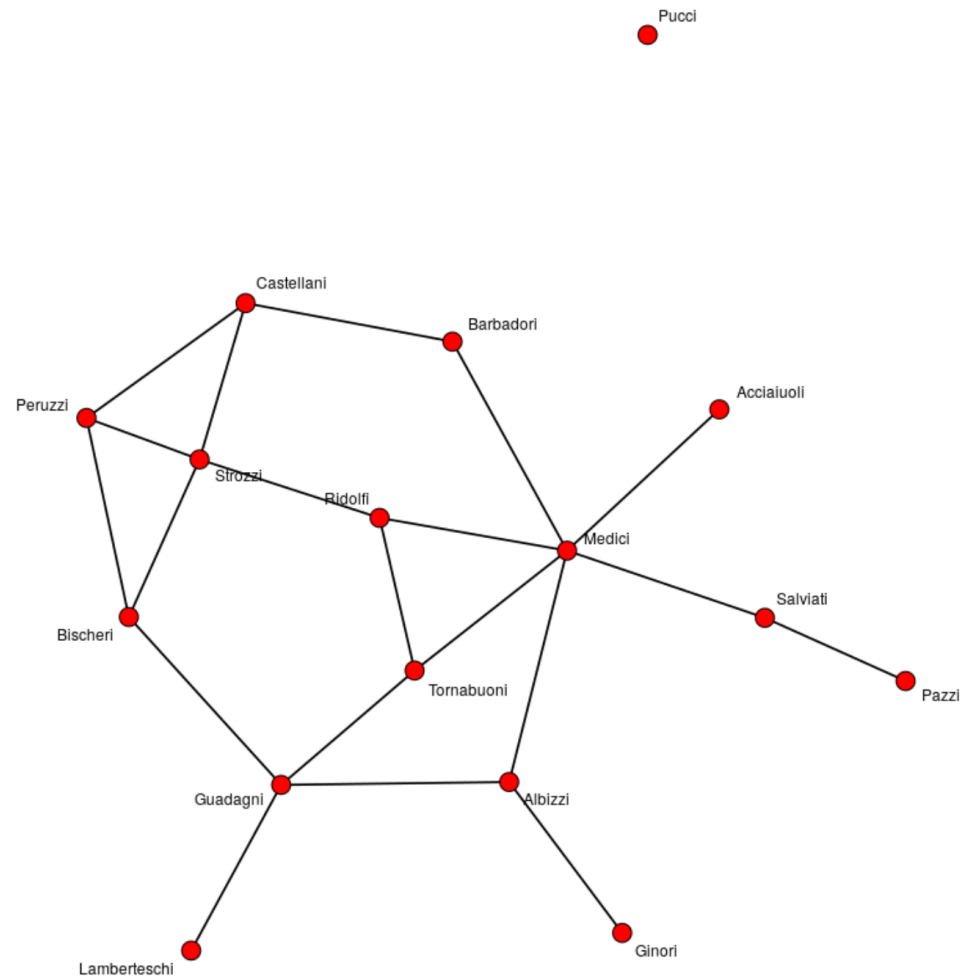 Pucci
Castellani
Barbadori
Acciaiuoli
Peruzzi
Strozzi
Ridolfi
Medici
Salviati
Bischeri
Tornabuoni
Pazzi
Guadagni
Albizzi
Ginori
Lamberteschi